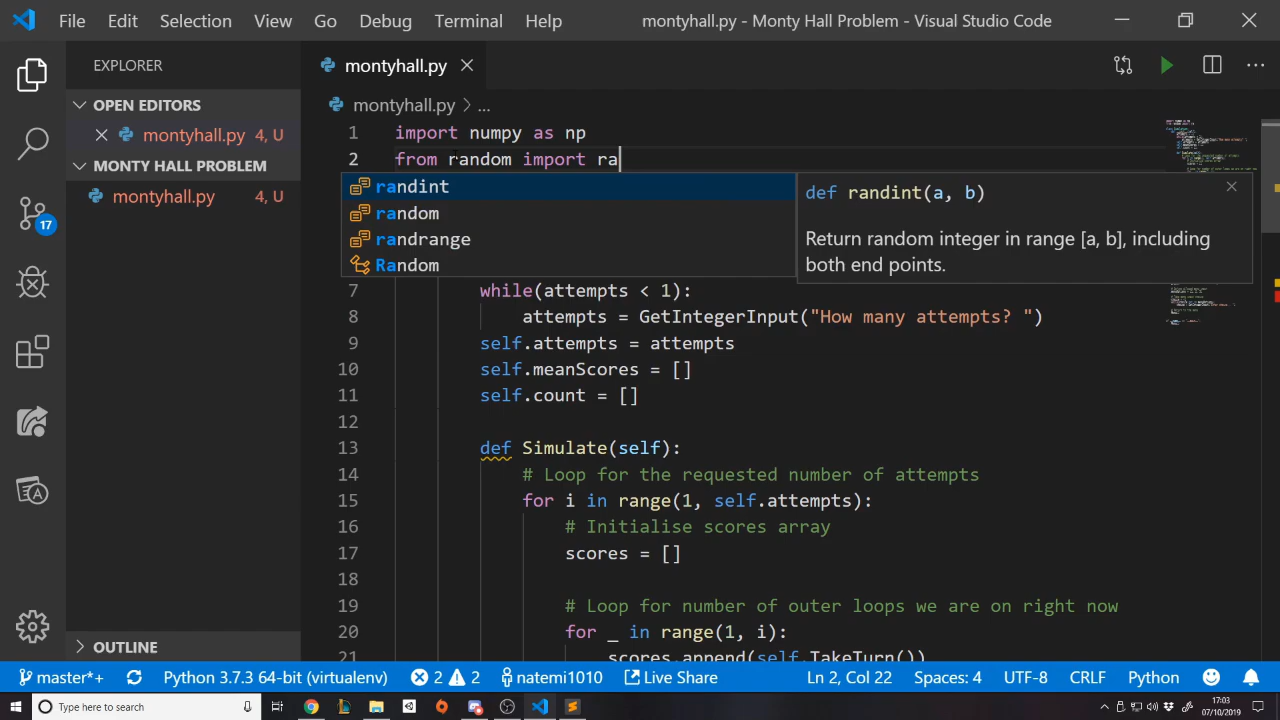 File Edit Selection View Go Debug Terminal Help montyhall.py - Monty Hall Problem - Visual Studio Code
EXPLORER
OPEN EDITORS
montyhall.py 4, U
MONTY HALL PROBLEM
montyhall.py 4, U
OUTLINE
17
montyhall.py
montyhall.py > ...
1 import numpy as np
2 from random import ra
randint
random
randrange
Random
def randint(a, b)
Return random integer in range [a, b], including
both end points.
7 while(attempts < 1):
8 attempts = GetIntegerInput("How many attempts? ")
9 self.attempts = attempts
10 self.meanScores = []
11 self.count = []
12
13 def Simulate(self):
14 # Loop for the requested number of attempts
15 for i in range(1, self.attempts):
16 # Initialise scores array
17 scores = []
18
19 # Loop for number of outer loops we are on right now
20 for _ in range(1, i):
21 scores.append(self.TakeTurn())
master*+ Python 3.7.3 64-bit (virtualenv) 2 2 natemi1010 Live Share Ln 2, Col 22 Spaces: 4 UTF-8 CRLF Python
Type here to search
17:03
07/10/2019